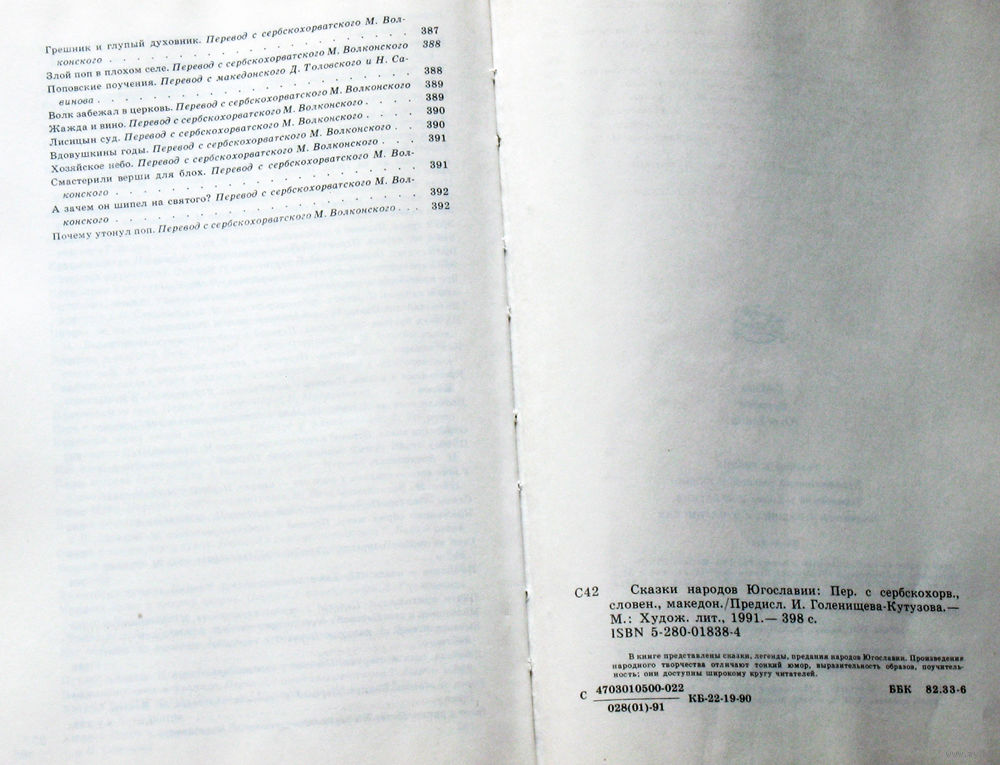 Грешник и глупый духовник. Перевод с сербскохорватского М. Вол-
конского . . . . . . . . . . . . . . . . . . . 387
Злой поп в плохом селе. Перевод с сербскохорватского М. Волконского 388
Поповские поучения. Перевод с македонского Д. Толовского и Н. Са-
винова . . . . . . . . . . . . . . . . . . . . 388
Волк забежал в церковь. Перевод с сербскохорватского М. Волконского 389
Жажда и вино. Перевод с сербскохорватского М. Волконского . . . . 389
Лисицын суд. Перевод с сербскохорватского М. Волконского . . . . 390
Вдовушкины годы. Перевод с сербскохорватского М. Волконского . . 390
Хозяйское небо. Перевод с сербскохорватского М. Волконского . . . 391
Смастерили верши для блох. Перевод с сербскохорватского М. Вол-
конского . . . . . . . . . . . . . . . . . . . 391
А зачем он шипел на святого? Перевод с сербскохорватского М. Вол-
конского . . . . . . . . . . . . . . . . . . . 392
Почему утонул поп. Перевод с сербскохорватского М. Волконского . . . 392
С42 Сказки народов Югославии: Пер. с сербскохорв.,
словен., македон./Предисл. И. Голенищева-Кутузова.—
М.: Худож. лит., 1991.— 398 с.
ISBN 5-280-01838-4
В книге представлены сказки, легенды, предания народов Югославии. Произведения
народного творчества отличают тонкий юмор, выразительность образов, поучитель-
ность; они доступны широкому кругу читателей.
С 4703010500-022 КБ-22-19-90 ББК 82.33-6
028(01)-91